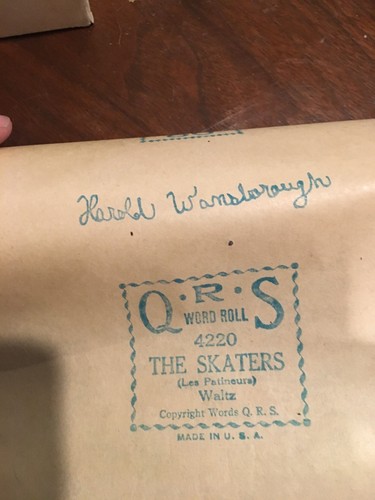 Harold Wansborough
Q·R·S
WORD ROLL
4220
THE SKATERS
(Les Patineurs)
Waltz
Copyright Words Q. R. S.
MADE IN U. S. A.